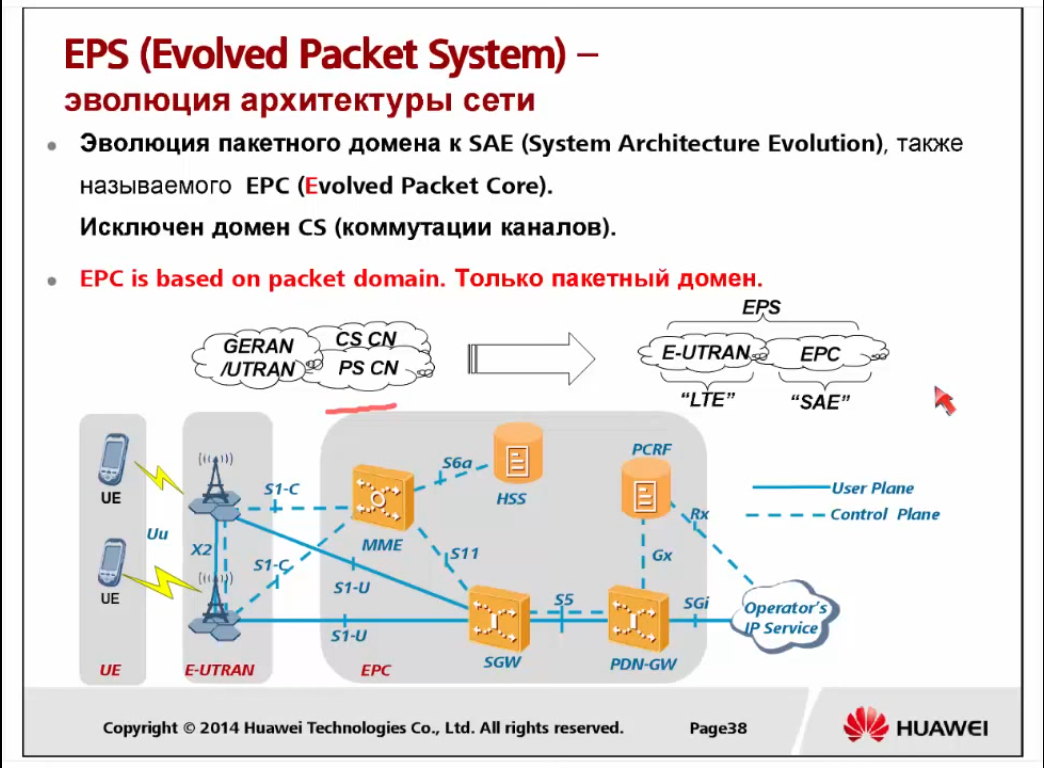 EPS (Evolved Packet System) –
эволюция архитектуры сети
• Эволюция пакетного домена к SAE (System Architecture Evolution), также
называемого EPC (Evolved Packet Core).
Исключен домен CS (коммутации каналов).
• EPC is based on packet domain. Только пакетный домен.
EPS
GERAN
/UTRAN
CS CN
PS CN
E-UTRAN
EPC
“LTE”
“SAE”
UE
Uu
UE
UE
X2
E-UTRAN
S1-C
S1-C
S1-U
S1-U
MME
S6a
HSS
S11
SGW
S5
EPC
PCRF
Gx
Rx
PDN-GW
SGi
Operator's
IP Service
User Plane
Control Plane
Copyright © 2014 Huawei Technologies Co., Ltd. All rights reserved.
Page38
HUAWEI